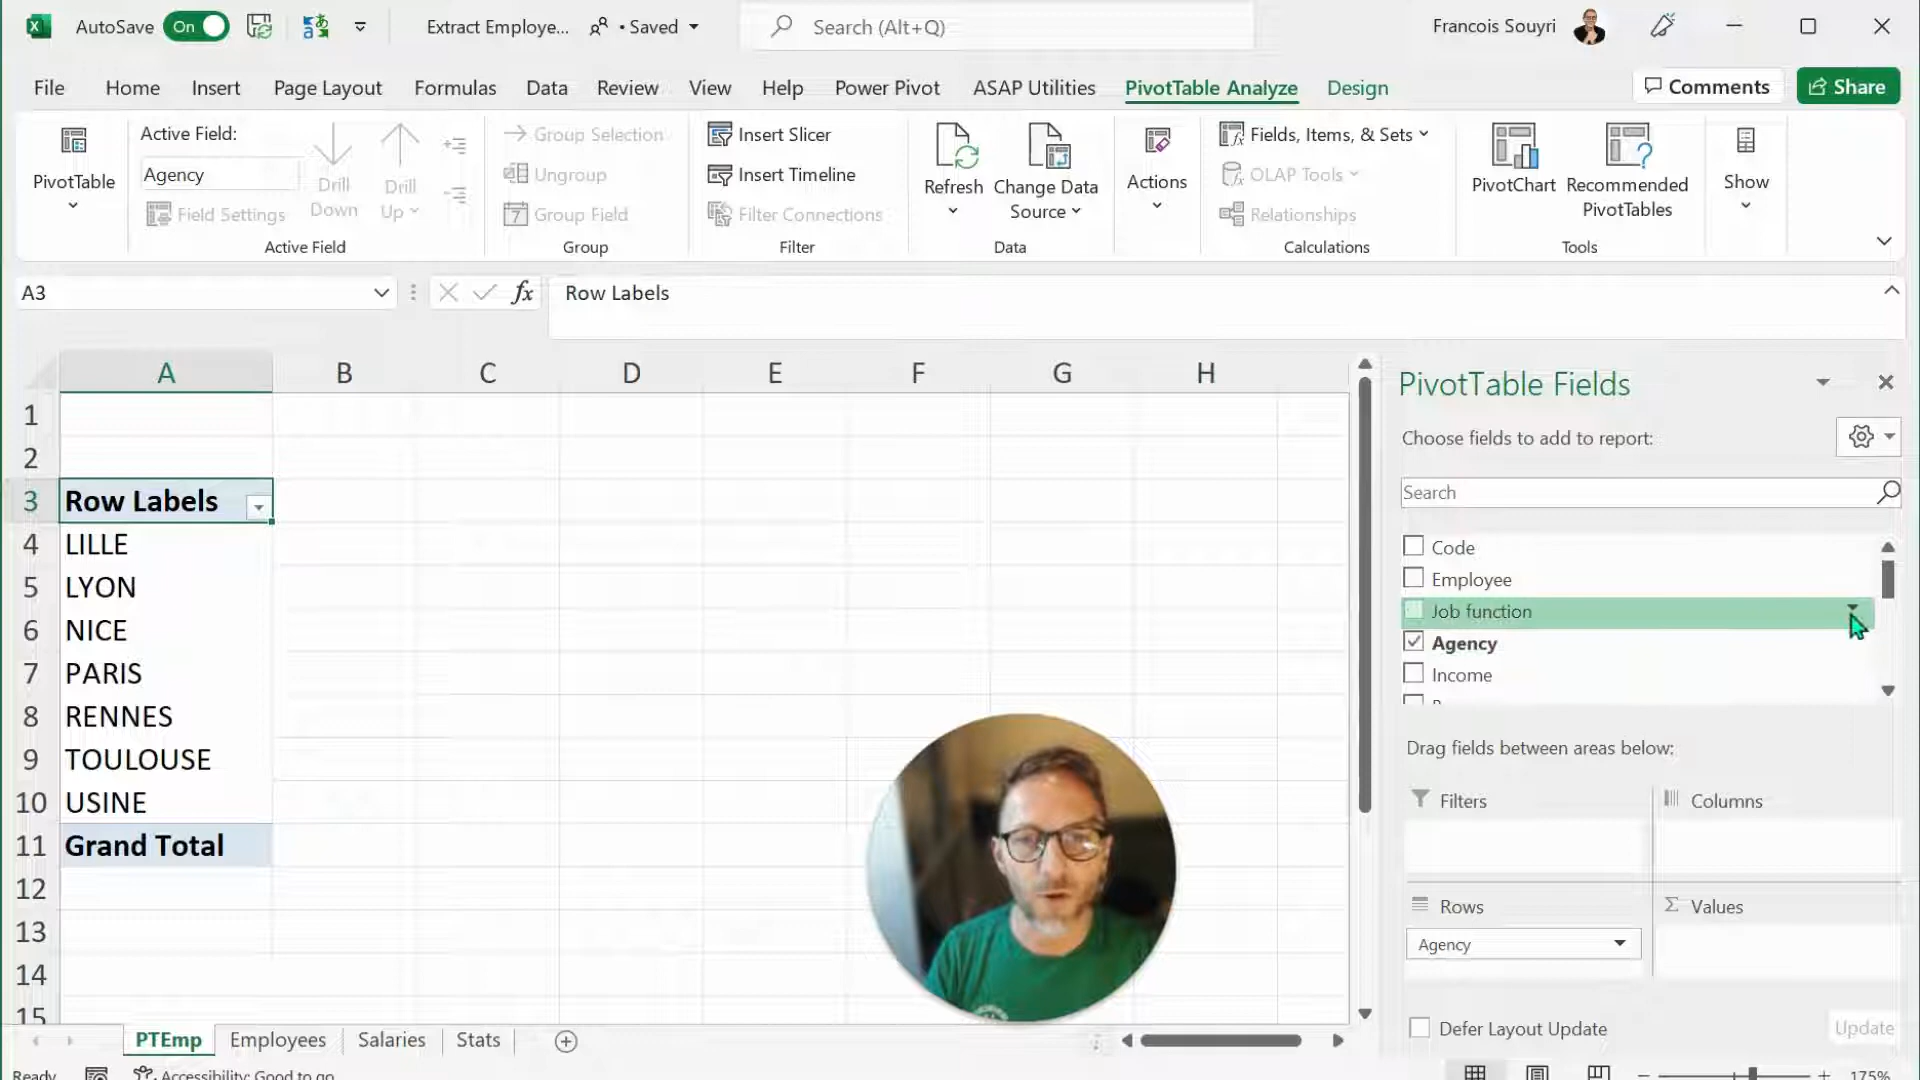 AutoSave On Extract Employe... • Saved Search (Alt+Q) Francois Souyri
File Home Insert Page Layout Formulas Data Review View Help Power Pivot ASAP Utilities PivotTable Analyze Design Comments Share
PivotTable
Active Field:
Agency
Field Settings
Drill Down
Drill Up
Active Field
Group Selection
Ungroup
Group Field
Group
Insert Slicer
Insert Timeline
Filter Connections
Filter
Refresh
Change Data Source
Data
Actions
Fields, Items, & Sets
OLAP Tools
Relationships
Calculations
PivotChart
Recommended PivotTables
Tools
Show
A3 fx Row Labels
A B C D E F G H
1
2
3 Row Labels
4 LILLE
5 LYON
6 NICE
7 PARIS
8 RENNES
9 TOULOUSE
10 USINE
11 Grand Total
12
13
14
15
PivotTable Fields
Choose fields to add to report:
Search
Code
Employee
Job function
Agency
Income
Drag fields between areas below:
Filters
Columns
Rows
Values
Agency
Defer Layout Update Update
PTEmp Employees Salaries Stats
Ready Accessibility: Good to go 175%